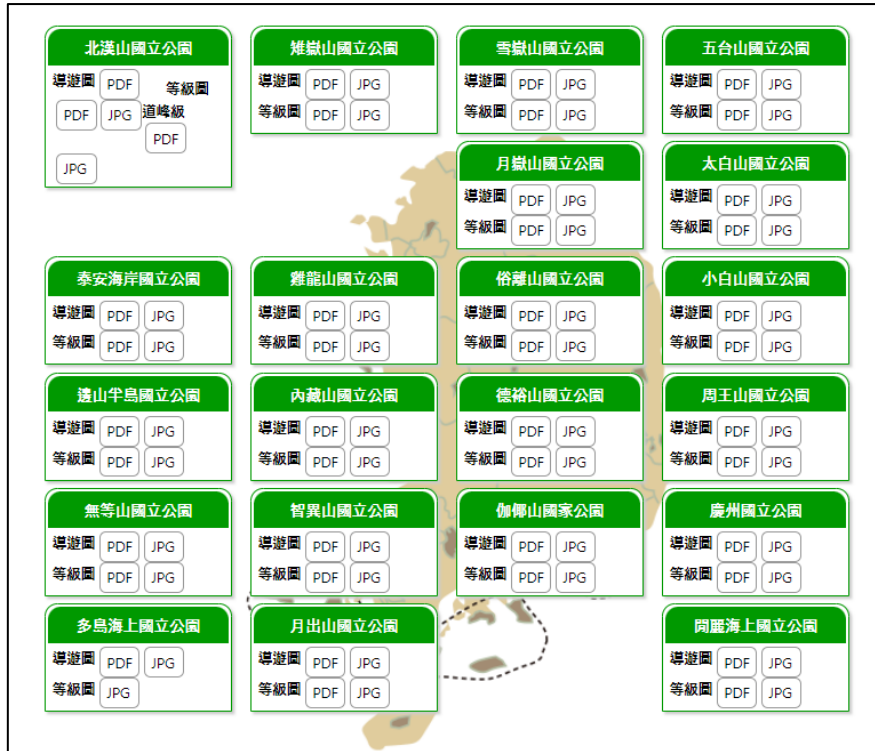 北漢山國立公園
導遊圖 PDF 等級圖
PDF JPG 道峰級
PDF
JPG
雉嶽山國立公園
導遊圖 PDF JPG
等級圖 PDF JPG
雪嶽山國立公園
導遊圖 PDF JPG
等級圖 PDF JPG
五台山國立公園
導遊圖 PDF JPG
等級圖 PDF JPG
月嶽山國立公園
導遊圖 PDF JPG
等級圖 PDF JPG
太白山國立公園
導遊圖 PDF JPG
等級圖 PDF JPG
泰安海岸國立公園
導遊圖 PDF JPG
等級圖 PDF JPG
雞龍山國立公園
導遊圖 PDF JPG
等級圖 PDF JPG
俗離山國立公園
導遊圖 PDF JPG
等級圖 PDF JPG
小白山國立公園
導遊圖 PDF JPG
等級圖 PDF JPG
邊山半島國立公園
導遊圖 PDF JPG
等級圖 PDF JPG
內藏山國立公園
導遊圖 PDF JPG
等級圖 PDF JPG
德裕山國立公園
導遊圖 PDF JPG
等級圖 PDF JPG
周王山國立公園
導遊圖 PDF JPG
等級圖 PDF JPG
無等山國立公園
導遊圖 PDF JPG
等級圖 PDF JPG
智異山國立公園
導遊圖 PDF JPG
等級圖 PDF JPG
伽倻山國家公園
導遊圖 PDF JPG
等級圖 PDF JPG
慶州國立公園
導遊圖 PDF JPG
等級圖 PDF JPG
多島海上國立公園
導遊圖 PDF JPG
等級圖 JPG
月出山國立公園
導遊圖 PDF JPG
等級圖 PDF JPG
閑麗海上國立公園
導遊圖 PDF JPG
等級圖 PDF JPG